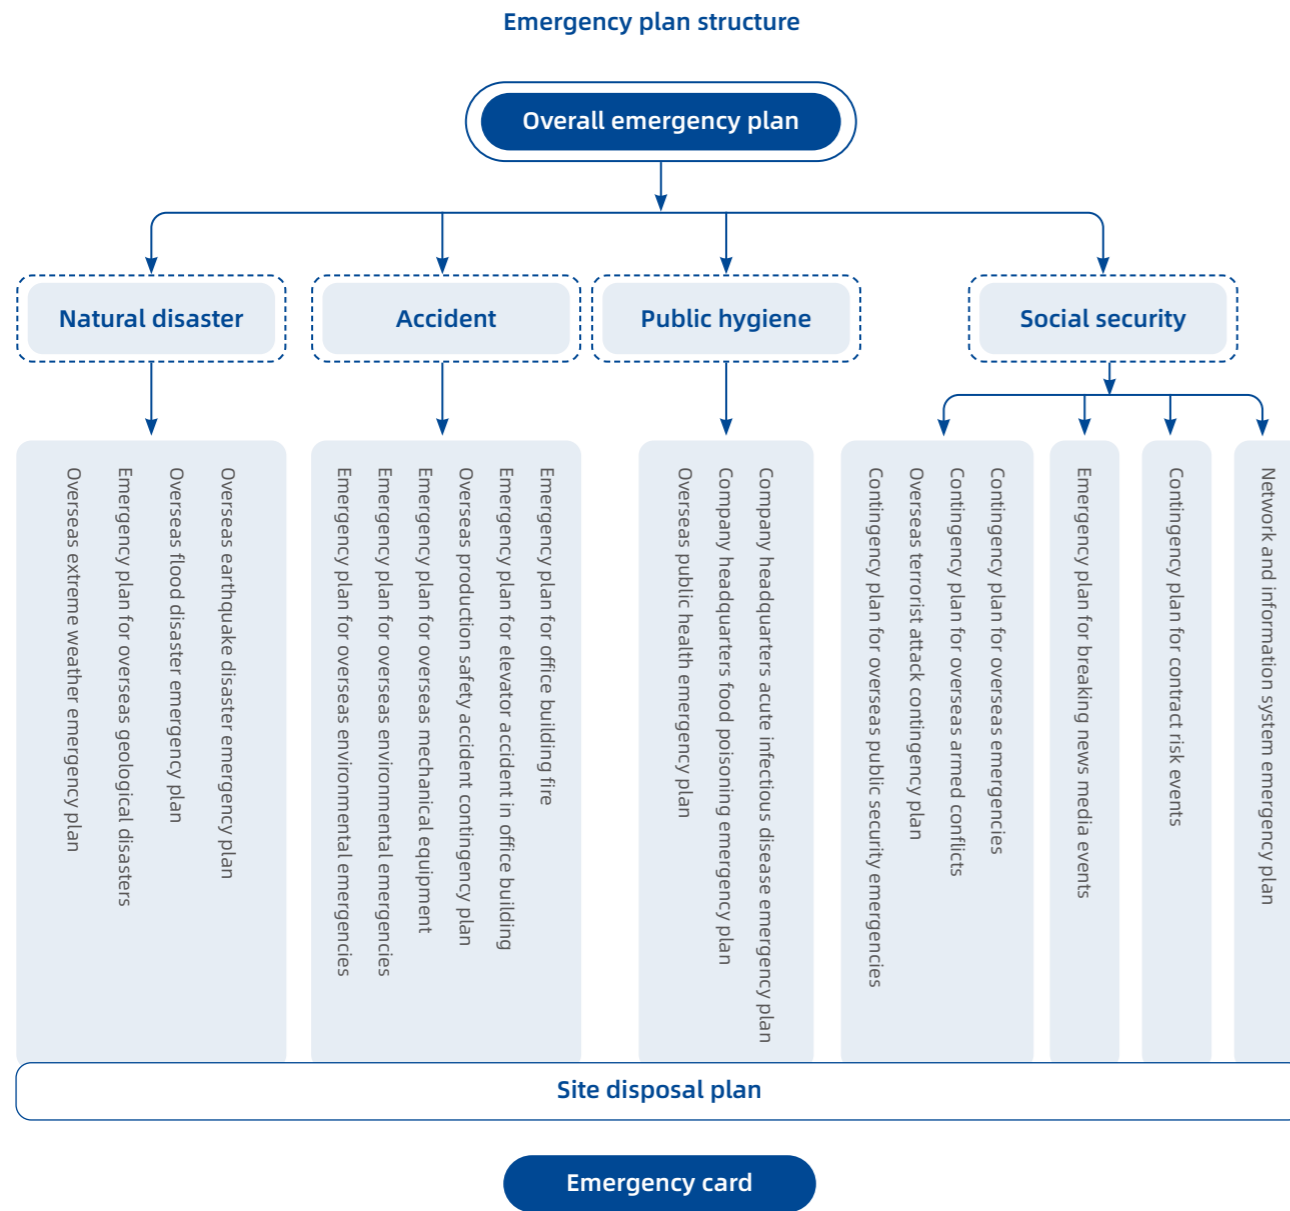 Emergency plan structure
Overall emergency plan
Natural disaster
Accident
Public hygiene
Social security
Overseas earthquake disaster emergency plan
Overseas flood disaster emergency plan
Emergency plan for overseas geological disasters
Overseas extreme weather emergency plan
Emergency plan for office building fire
Emergency plan for elevator accident in office building
Overseas production safety accident contingency plan
Emergency plan for overseas mechanical equipment
Emergency plan for overseas environmental emergencies
Emergency plan for overseas environmental emergencies
Company headquarters acute infectious disease emergency plan
Company headquarters food poisoning emergency plan
Overseas public health emergency plan
Contingency plan for overseas emergencies
Contingency plan for overseas armed conflicts
Overseas terrorist attack contingency plan
Contingency plan for overseas public security emergencies
Emergency plan for breaking news media events
Contingency plan for contract risk events
Network and information system emergency plan
Site disposal plan
Emergency card